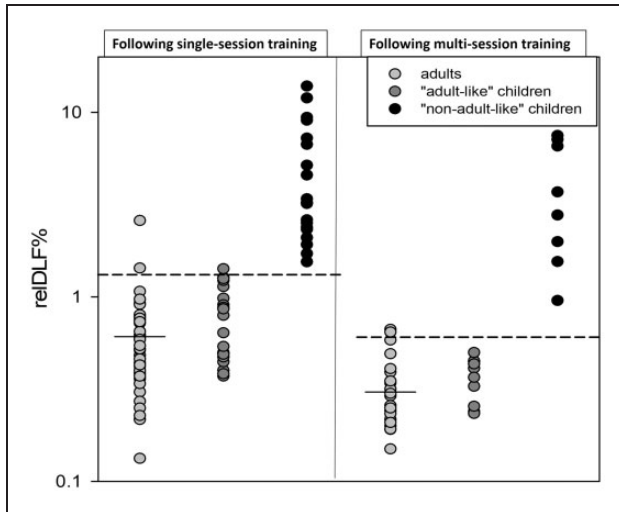 Following single-session training
Following multi-session training
adults
"adult-like" children
"non-adult-like" children
10
1
0.1
relDLF%